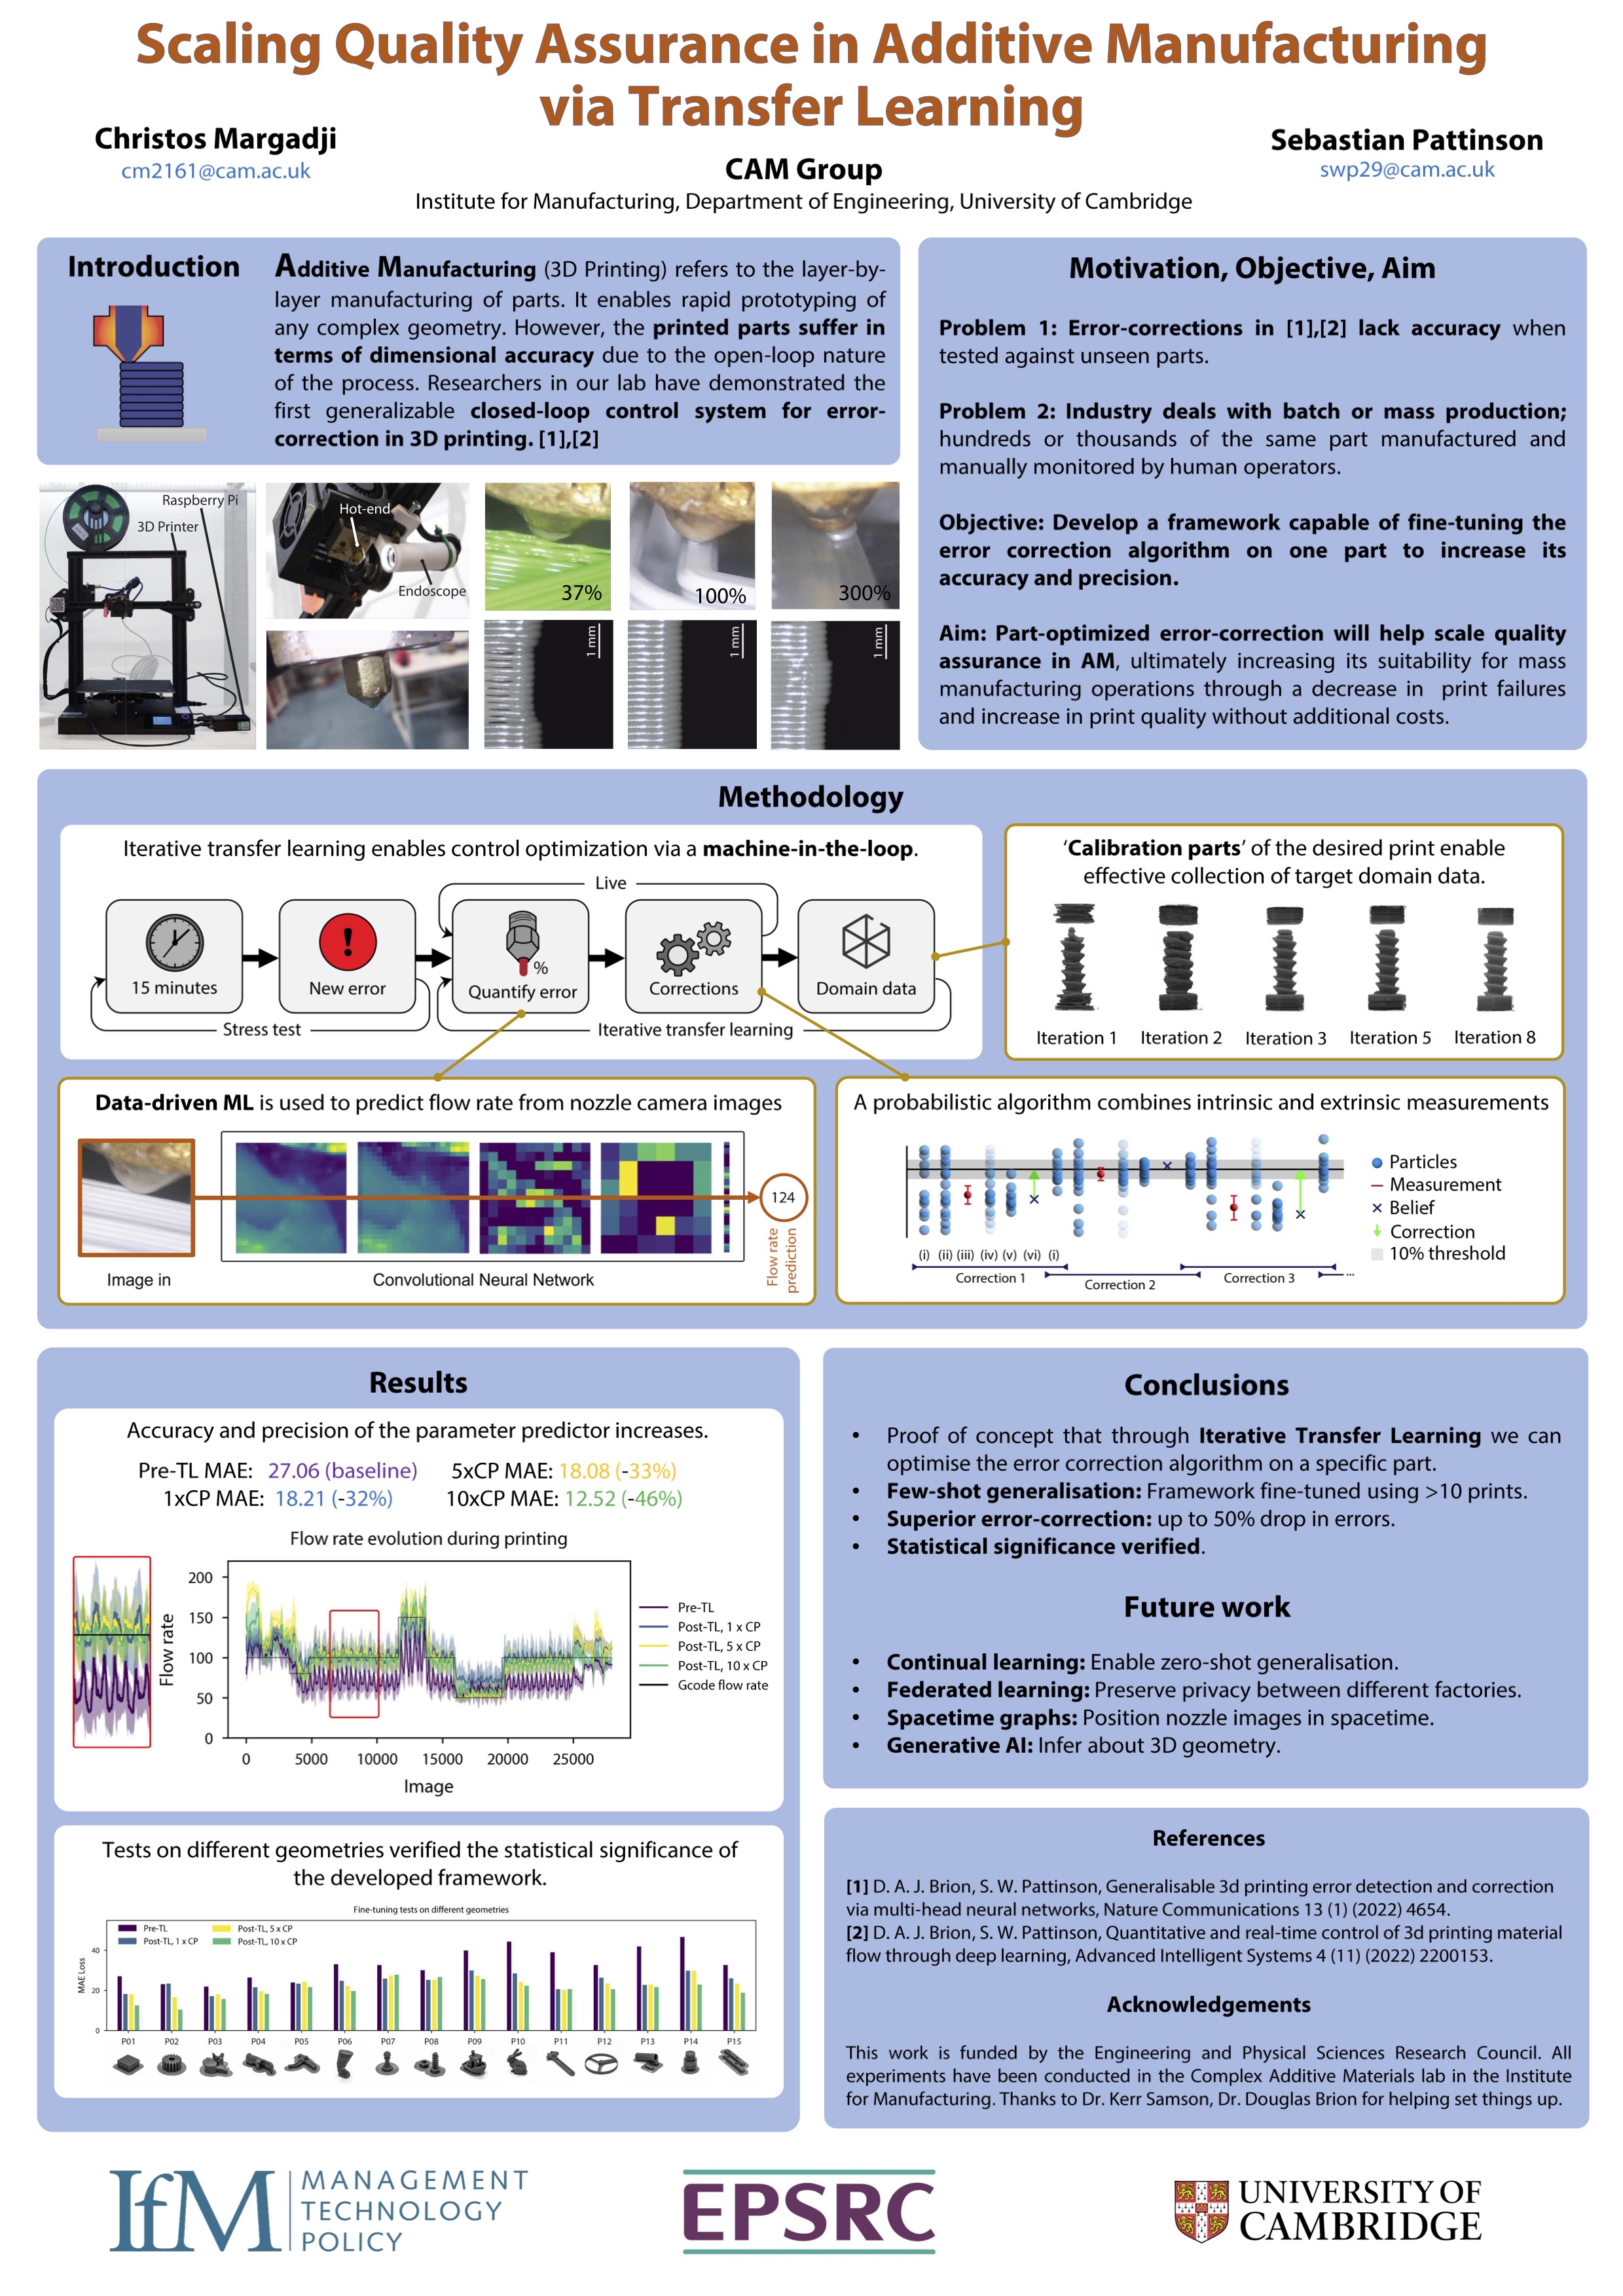 Scaling Quality Assurance in Additive Manufacturing
via Transfer Learning
Christos Margadji
cm2161@cam.ac.uk
CAM Group
Institute for Manufacturing, Department of Engineering, University of Cambridge
Sebastian Pattinson
swp29@cam.ac.uk
Introduction
Additive Manufacturing (3D Printing) refers to the layer-by-
layer manufacturing of parts. It enables rapid prototyping of
any complex geometry. However, the printed parts suffer in
terms of dimensional accuracy due to the open-loop nature
of the process. Researchers in our lab have demonstrated the
first generalizable closed-loop control system for error-
correction in 3D printing. [1],[2]
Raspberry Pi
3D Printer
Hot-end
Endoscope
37%
100%
300%
1 mm
1 mm
1 mm
Motivation, Objective, Aim
Problem 1: Error-corrections in [1],[2] lack accuracy when
tested against unseen parts.
Problem 2: Industry deals with batch or mass production;
hundreds or thousands of the same part manufactured and
manually monitored by human operators.
Objective: Develop a framework capable of fine-tuning the
error correction algorithm on one part to increase its
accuracy and precision.
Aim: Part-optimized error-correction will help scale quality
assurance in AM, ultimately increasing its suitability for mass
manufacturing operations through a decrease in print failures
and increase in print quality without additional costs.
Methodology
Iterative transfer learning enables control optimization via a machine-in-the-loop.
Live
15 minutes
New error
%
Quantify error
Corrections
Domain data
Stress test
Iterative transfer learning
'Calibration parts' of the desired print enable
effective collection of target domain data.
Iteration 1 Iteration 2 Iteration 3 Iteration 5 Iteration 8
Data-driven ML is used to predict flow rate from nozzle camera images
124
Flow rate
prediction
Image in
Convolutional Neural Network
A probabilistic algorithm combines intrinsic and extrinsic measurements
Particles
Measurement
Belief
Correction
10% threshold
(i) (ii) (iii) (iv) (v) (vi) (i)
Correction 1
Correction 2
Correction 3
...
Results
Accuracy and precision of the parameter predictor increases.
Pre-TL MAE: 27.06 (baseline) 5xCP MAE: 18.08 (-33%)
1xCP MAE: 18.21 (-32%) 10xCP MAE: 12.52 (-46%)
Flow rate evolution during printing
Flow rate
200
150
100
50
0
0 5000 10000 15000 20000 25000
Image
Pre-TL
Post-TL, 1 x CP
Post-TL, 5 x CP
Post-TL, 10 x CP
Gcode flow rate
Tests on different geometries verified the statistical significance of
the developed framework.
Fine-tuning tests on different geometries
Pre-TL Post-TL, 5 x CP
Post-TL, 1 x CP Post-TL, 10 x CP
MAE Loss
40
20
0
P01 P02 P03 P04 P05 P06 P07 P08 P09 P10 P11 P12 P13 P14 P15
Conclusions
• Proof of concept that through Iterative Transfer Learning we can
optimise the error correction algorithm on a specific part.
• Few-shot generalisation: Framework fine-tuned using >10 prints.
• Superior error-correction: up to 50% drop in errors.
• Statistical significance verified.
Future work
• Continual learning: Enable zero-shot generalisation.
• Federated learning: Preserve privacy between different factories.
• Spacetime graphs: Position nozzle images in spacetime.
• Generative AI: Infer about 3D geometry.
References
[1] D. A. J. Brion, S. W. Pattinson, Generalisable 3d printing error detection and correction
via multi-head neural networks, Nature Communications 13 (1) (2022) 4654.
[2] D. A. J. Brion, S. W. Pattinson, Quantitative and real-time control of 3d printing material
flow through deep learning, Advanced Intelligent Systems 4 (11) (2022) 2200153.
Acknowledgements
This work is funded by the Engineering and Physical Sciences Research Council. All
experiments have been conducted in the Complex Additive Materials lab in the Institute
for Manufacturing. Thanks to Dr. Kerr Samson, Dr. Douglas Brion for helping set things up.
IfM
MANAGEMENT
TECHNOLOGY
POLICY
EPSRC
UNIVERSITY OF
CAMBRIDGE